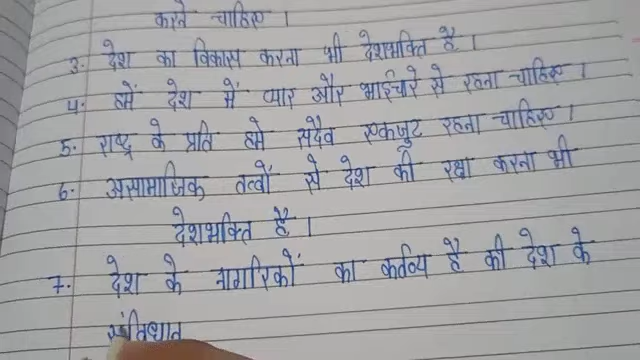 करने चाहिए ।
3. देश का विकास करना भी देशभक्ति है ।
4. हमें देश में प्यार और भाईचारे से रहना चाहिए ।
5. राष्ट्र के प्रति हमे सदैव एकजुट रहना चाहिए ।
6. असामाजिक तत्वों से देश की रक्षा करना भी
देशभक्ति है ।
7. देश के नागरिकों का कर्तव्य है की देश के
संविधान